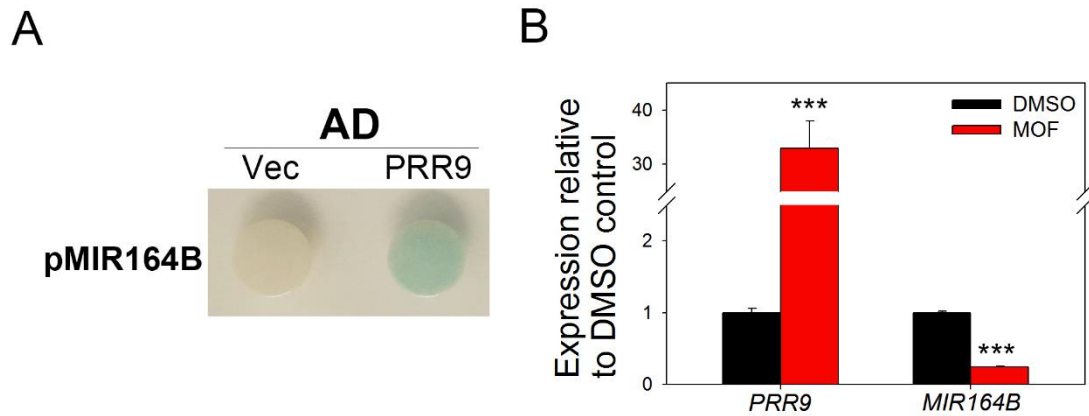 A
AD
Vec PRR9
pMIR164B
B
Expression relative
to DMSO control
40
30
2
1
0
***
***
DMSO
MOF
PRR9 MIR164B